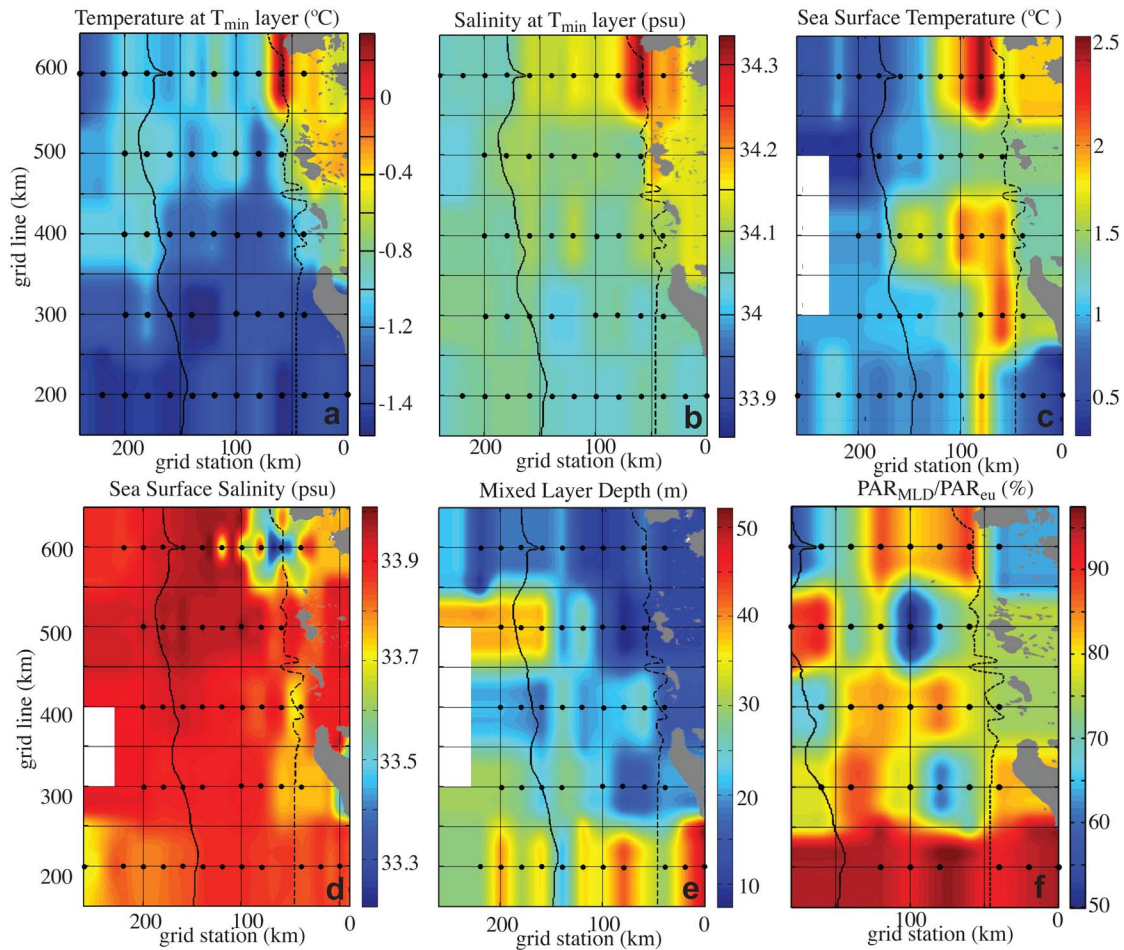 Temperature at Tmin layer (ºC)
Salinity at Tmin layer (psu)
Sea Surface Temperature (ºC )
600
500
400
300
200
grid line (km)
200
100
0
grid station (km)
0
-0.4
-0.8
-1.2
-1.4
a
200
100
0
grid station (km)
34.3
34.2
34.1
34
33.9
b
200
100
0
grid station (km)
2.5
2
1.5
1
0.5
c
Sea Surface Salinity (psu)
Mixed Layer Depth (m)
PARMLD/PAReu (%)
600
500
400
300
200
grid line (km)
200
100
0
grid station (km)
33.9
33.7
33.5
33.3
d
200
100
0
grid station (km)
50
40
30
20
10
e
100
0
grid station (km)
90
80
70
60
50
f